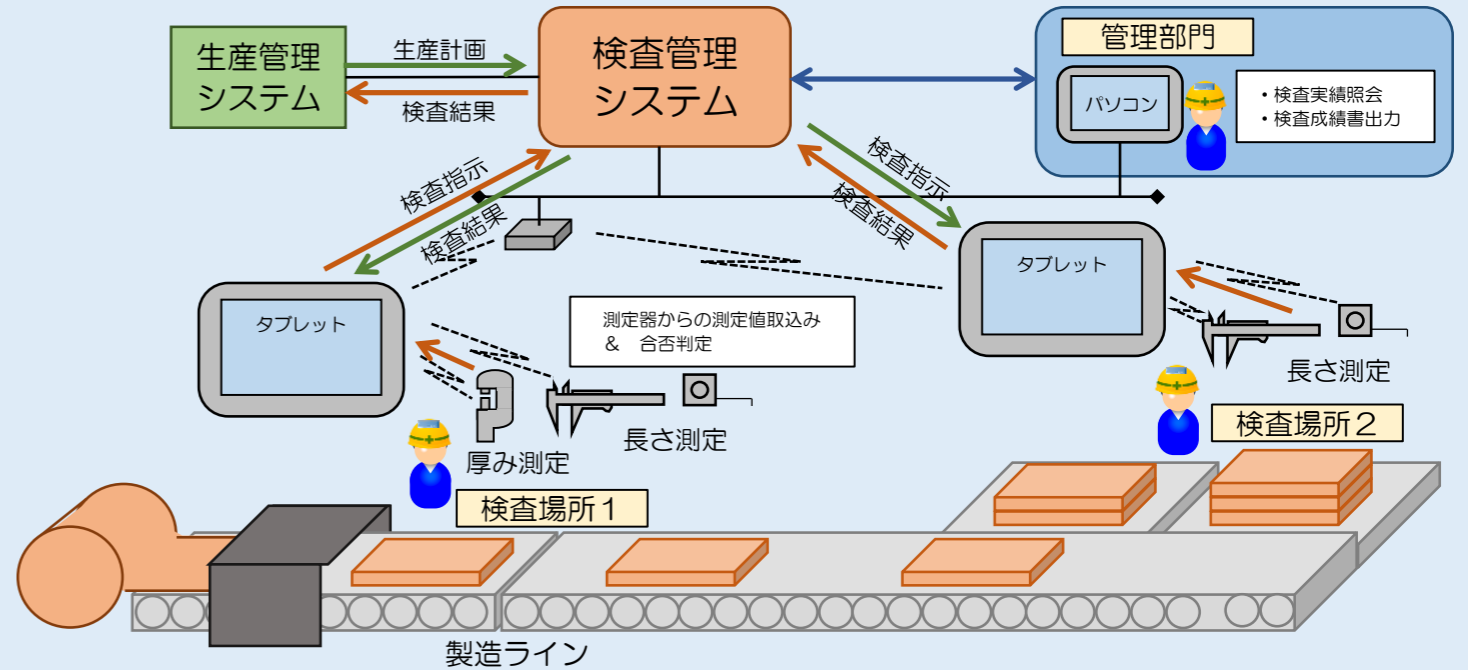 生産管理
システム
生産計画
検査結果
検査管理
システム
管理部門
パソコン
・検査実績照会
・検査成績書出力
検査指示
検査結果
検査指示
検査結果
タブレット
測定器からの測定値取込み
＆　合否判定
タブレット
長さ測定
検査場所２
長さ測定
厚み測定
検査場所１
製造ライン